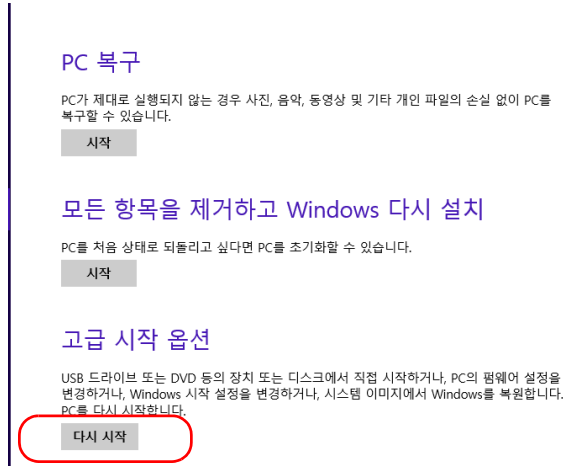 PC 복구
PC가 제대로 실행되지 않는 경우 사진, 음악, 동영상 및 기타 개인 파일의 손실 없이 PC를
복구할 수 있습니다.
시작
모든 항목을 제거하고 Windows 다시 설치
PC를 처음 상태로 되돌리고 싶다면 PC를 초기화할 수 있습니다.
시작
고급 시작 옵션
USB 드라이브 또는 DVD 등의 장치 또는 디스크에서 직접 시작하거나, PC의 펌웨어 설정을
변경하거나, Windows 시작 설정을 변경하거나, 시스템 이미지에서 Windows를 복원합니다.
PC를 다시 시작합니다.
다시 시작